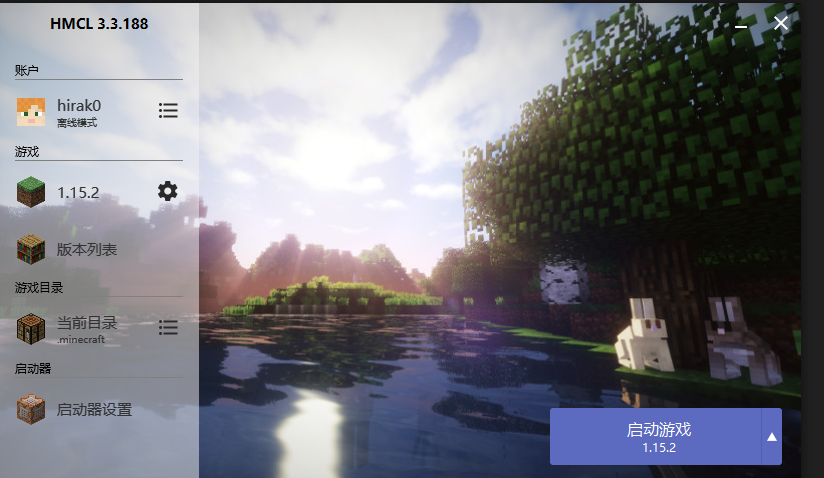 HMCL 3.3.188
账户
hirak0
离线模式
游戏
1.15.2
版本列表
游戏目录
当前目录
.minecraft
启动器
启动器设置
启动游戏
1.15.2